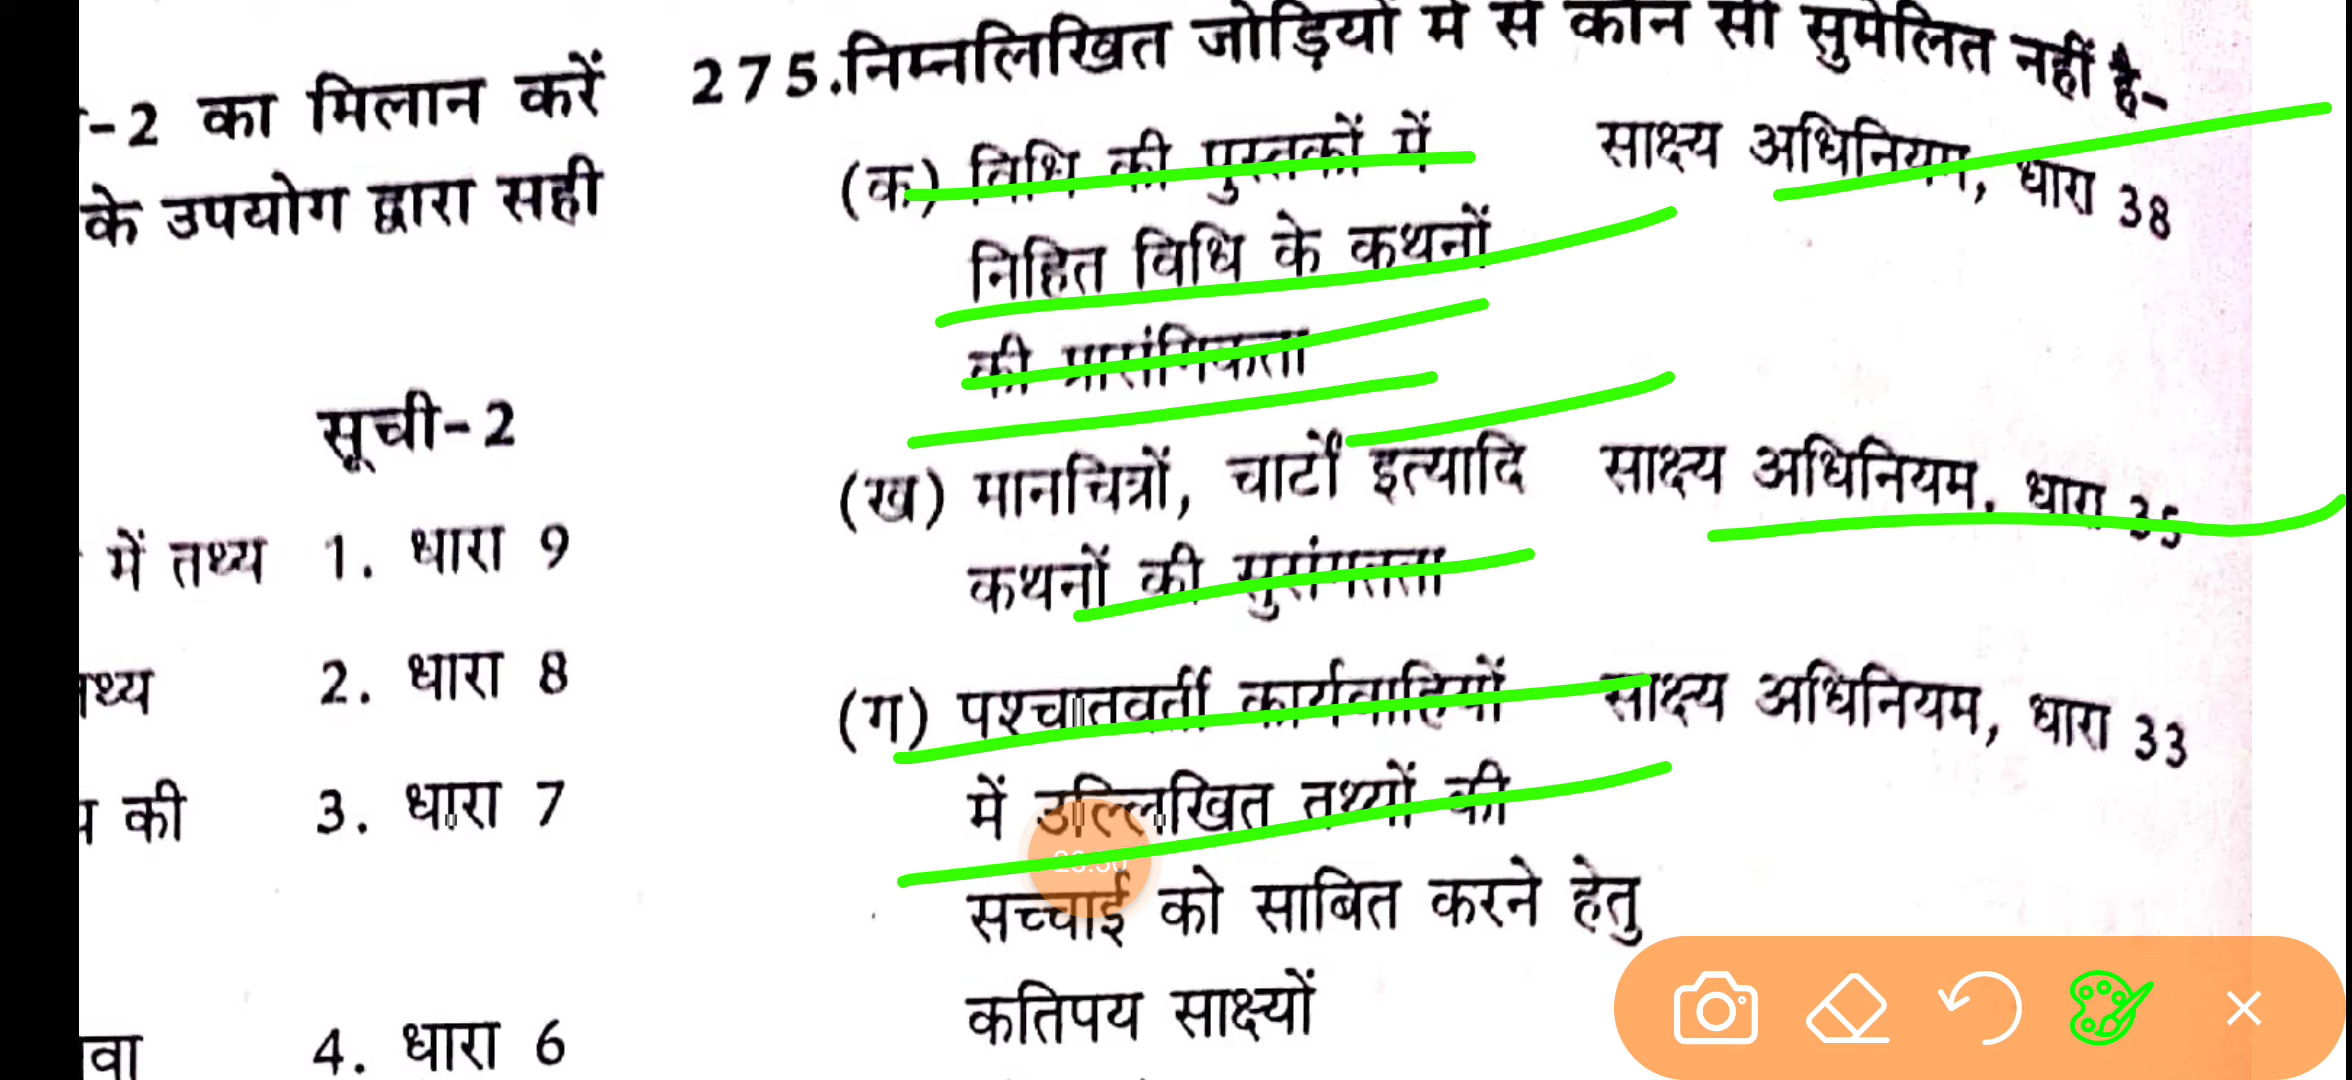 -2 का मिलान करें
के उपयोग द्वारा सही
सूची-2
में तथ्य 1. धारा 9
तथ्य 2. धारा 8
की 3. धारा 7
4. धारा 6
275.निम्नलिखित जोड़ियों में से कौन सी सुमेलित नहीं है-
(क) विधि की पुस्तकों में साक्ष्य अधिनियम, धारा 38
निहित विधि के कथनों
की प्रासंगिकता
(ख) मानचित्रों, चार्टों इत्यादि साक्ष्य अधिनियम, धारा 35
कथनों की सुसंगतता
(ग) पश्चातवर्ती कार्यवाहियों साक्ष्य अधिनियम, धारा 33
में उल्लिखित तथ्यों की
सच्चाई को साबित करने हेतु
कतिपय साक्ष्यों